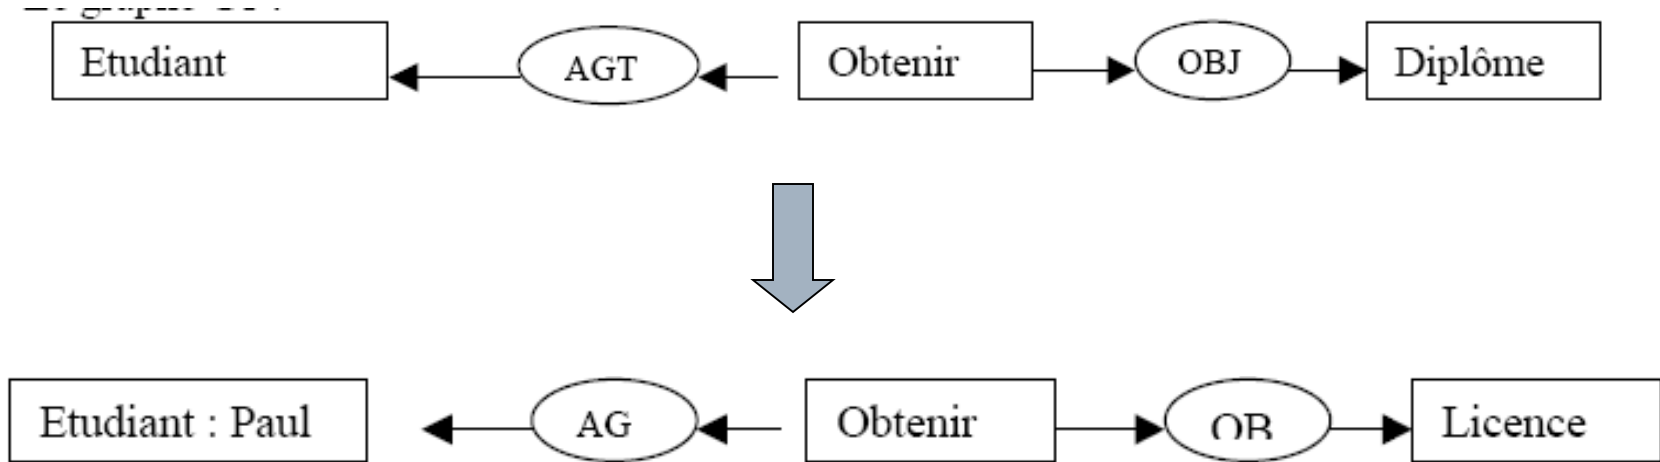 Etudiant AGT Obtenir OBJ Diplôme
Etudiant : Paul AG Obtenir OB Licence